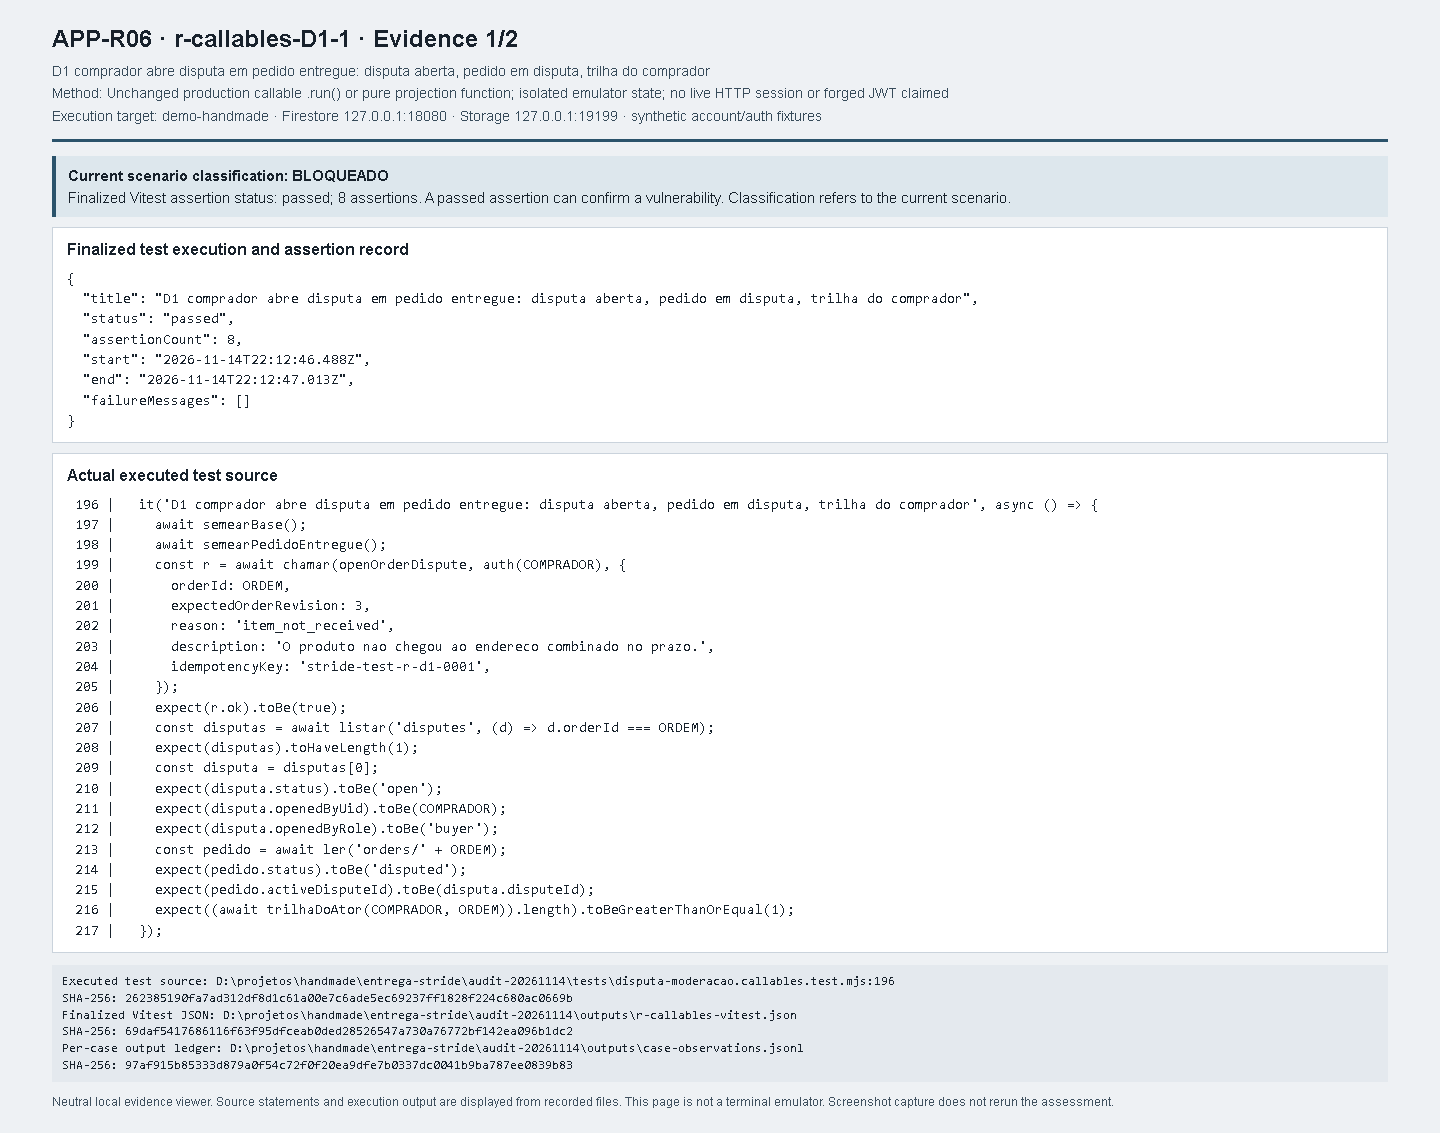 APP-R06 · r-callables-D1-1 · Evidence 1/2
D1 comprador abre disputa em pedido entregue: disputa aberta, pedido em disputa, trilha do comprador
Method: Unchanged production callable .run() or pure projection function; isolated emulator state; no live HTTP session or forged JWT claimed
Execution target: demo-handmade · Firestore 127.0.0.1:18080 · Storage 127.0.0.1:19199 · synthetic account/auth fixtures
Current scenario classification: BLOQUEADO
Finalized Vitest assertion status: passed; 8 assertions. A passed assertion can confirm a vulnerability. Classification refers to the current scenario.
Finalized test execution and assertion record
{
  "title": "D1 comprador abre disputa em pedido entregue: disputa aberta, pedido em disputa, trilha do comprador",
  "status": "passed",
  "assertionCount": 8,
  "start": "2026-11-14T22:12:46.488Z",
  "end": "2026-11-14T22:12:47.013Z",
  "failureMessages": []
}
Actual executed test source
196 |   it('D1 comprador abre disputa em pedido entregue: disputa aberta, pedido em disputa, trilha do comprador', async () => {
197 |     await semearBase();
198 |     await semearPedidoEntregue();
199 |     const r = await chamar(openOrderDispute, auth(COMPRADOR), {
200 |       orderId: ORDEM,
201 |       expectedOrderRevision: 3,
202 |       reason: 'item_not_received',
203 |       description: 'O produto nao chegou ao endereco combinado no prazo.',
204 |       idempotencyKey: 'stride-test-r-d1-0001',
205 |     });
206 |     expect(r.ok).toBe(true);
207 |     const disputas = await listar('disputes', (d) => d.orderId === ORDEM);
208 |     expect(disputas).toHaveLength(1);
209 |     const disputa = disputas[0];
210 |     expect(disputa.status).toBe('open');
211 |     expect(disputa.openedByUid).toBe(COMPRADOR);
212 |     expect(disputa.openedByRole).toBe('buyer');
213 |     const pedido = await ler('orders/' + ORDEM);
214 |     expect(pedido.status).toBe('disputed');
215 |     expect(pedido.activeDisputeId).toBe(disputa.disputeId);
216 |     expect((await trilhaDoAtor(COMPRADOR, ORDEM)).length).toBeGreaterThanOrEqual(1);
217 |   });
Executed test source: D:\projetos\handmade\entrega-stride\audit-20261114\tests\disputa-moderacao.callables.test.mjs:196
SHA-256: 262385190fa7ad312df8d1c61a00e7c6ade5ec69237ff1828f224c680ac0669b
Finalized Vitest JSON: D:\projetos\handmade\entrega-stride\audit-20261114\outputs\r-callables-vitest.json
SHA-256: 69daf5417686116f63f95dfceab0ded28526547a730a76772bf142ea096b1dc2
Per-case output ledger: D:\projetos\handmade\entrega-stride\audit-20261114\outputs\case-observations.jsonl
SHA-256: 97af915b85333d879a0f54c72f0f20ea9dfe7b0337dc0041b9ba787ee0839b83
Neutral local evidence viewer. Source statements and execution output are displayed from recorded files. This page is not a terminal emulator. Screenshot capture does not rerun the assessment.